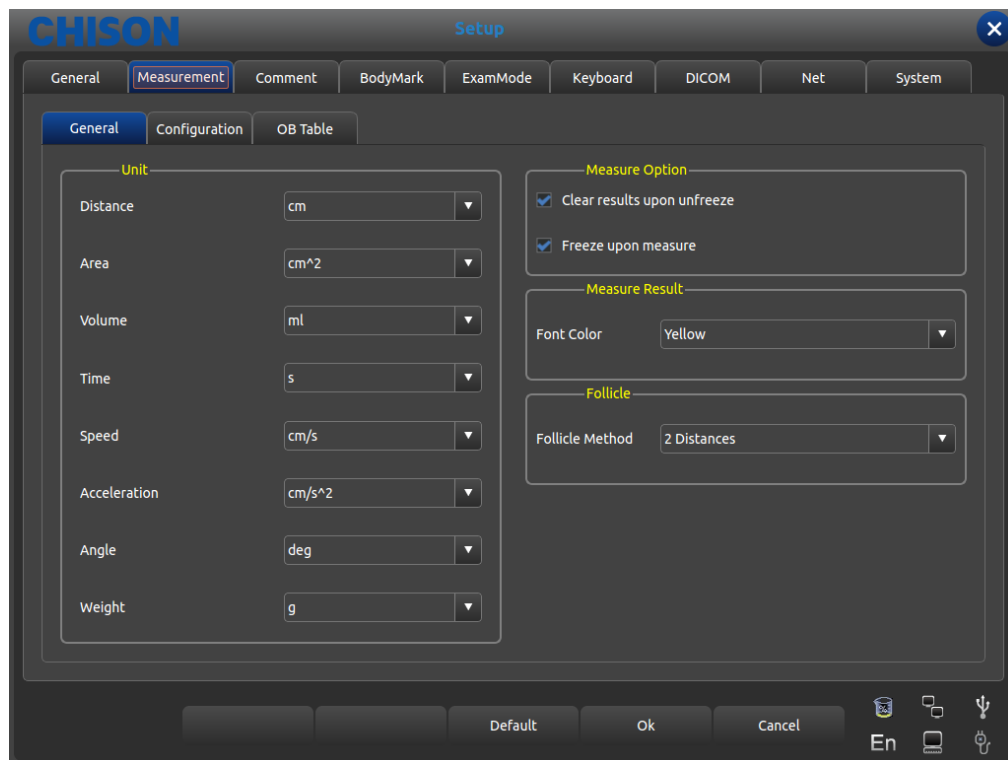 CHISON
Setup
General Measurement Comment BodyMark ExamMode Keyboard DICOM Net System
General Configuration OB Table
Unit
Distance cm
Area cm^2
Volume ml
Time s
Speed cm/s
Acceleration cm/s^2
Angle deg
Weight g
Measure Option
Clear results upon unfreeze
Freeze upon measure
Measure Result
Font Color Yellow
Follicle
Follicle Method 2 Distances
Default Ok Cancel
En